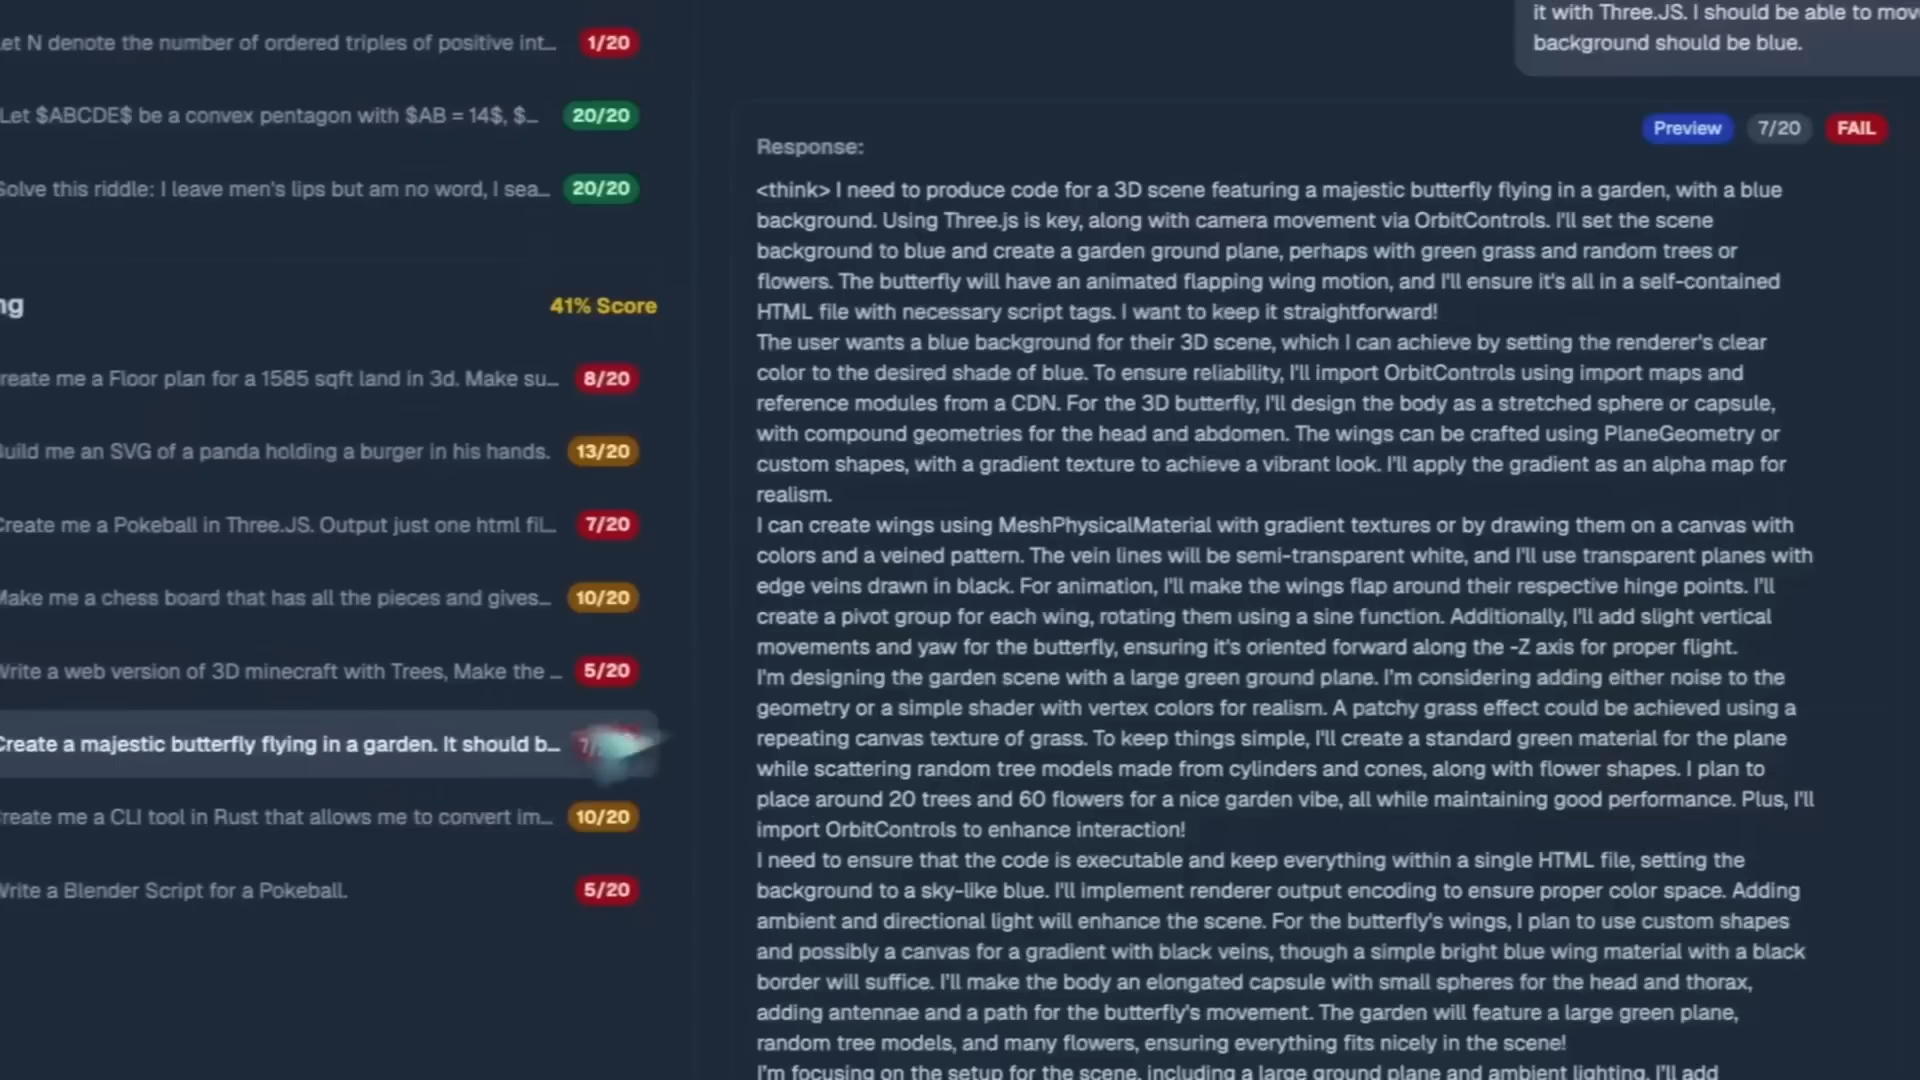 et N denote the number of ordered triples of positive int...
1/20
Let $ABCDE$ be a convex pentagon with $AB = 14$, $...
20/20
Solve this riddle: I leave men's lips but am no word, I sea...
20/20
ng
41% Score
reate me a Floor plan for a 1585 sqft land in 3d. Make su...
8/20
uild me an SVG of a panda holding a burger in his hands.
13/20
Create me a Pokeball in Three.JS. Output just one html fil...
7/20
Make me a chess board that has all the pieces and gives...
10/20
Write a web version of 3D minecraft with Trees, Make the ...
5/20
Create a majestic butterfly flying in a garden. It should b...
reate me a CLI tool in Rust that allows me to convert im...
10/20
Write a Blender Script for a Pokeball.
5/20
it with Three.JS. I should be able to mov
background should be blue.
Preview
7/20
FAIL
Response:
<think> I need to produce code for a 3D scene featuring a majestic butterfly flying in a garden, with a blue
background. Using Three.js is key, along with camera movement via OrbitControls. I'll set the scene
background to blue and create a garden ground plane, perhaps with green grass and random trees or
flowers. The butterfly will have an animated flapping wing motion, and I'll ensure it's all in a self-contained
HTML file with necessary script tags. I want to keep it straightforward!
The user wants a blue background for their 3D scene, which I can achieve by setting the renderer's clear
color to the desired shade of blue. To ensure reliability, I'll import OrbitControls using import maps and
reference modules from a CDN. For the 3D butterfly, I'll design the body as a stretched sphere or capsule,
with compound geometries for the head and abdomen. The wings can be crafted using PlaneGeometry or
custom shapes, with a gradient texture to achieve a vibrant look. I'll apply the gradient as an alpha map for
realism.
I can create wings using MeshPhysicalMaterial with gradient textures or by drawing them on a canvas with
colors and a veined pattern. The vein lines will be semi-transparent white, and I'll use transparent planes with
edge veins drawn in black. For animation, I'll make the wings flap around their respective hinge points. I'll
create a pivot group for each wing, rotating them using a sine function. Additionally, I'll add slight vertical
movements and yaw for the butterfly, ensuring it's oriented forward along the -Z axis for proper flight.
I'm designing the garden scene with a large green ground plane. I'm considering adding either noise to the
geometry or a simple shader with vertex colors for realism. A patchy grass effect could be achieved using a
repeating canvas texture of grass. To keep things simple, I'll create a standard green material for the plane
while scattering random tree models made from cylinders and cones, along with flower shapes. I plan to
place around 20 trees and 60 flowers for a nice garden vibe, all while maintaining good performance. Plus, I'll
import OrbitControls to enhance interaction!
I need to ensure that the code is executable and keep everything within a single HTML file, setting the
background to a sky-like blue. I'll implement renderer output encoding to ensure proper color space. Adding
ambient and directional light will enhance the scene. For the butterfly's wings, I plan to use custom shapes
and possibly a canvas for a gradient with black veins, though a simple bright blue wing material with a black
border will suffice. I'll make the body an elongated capsule with small spheres for the head and thorax,
adding antennae and a path for the butterfly's movement. The garden will feature a large green plane,
random tree models, and many flowers, ensuring everything fits nicely in the scene!
I'm focusing on the setup for the scene, including a large ground plane and ambient lighting. I'll add